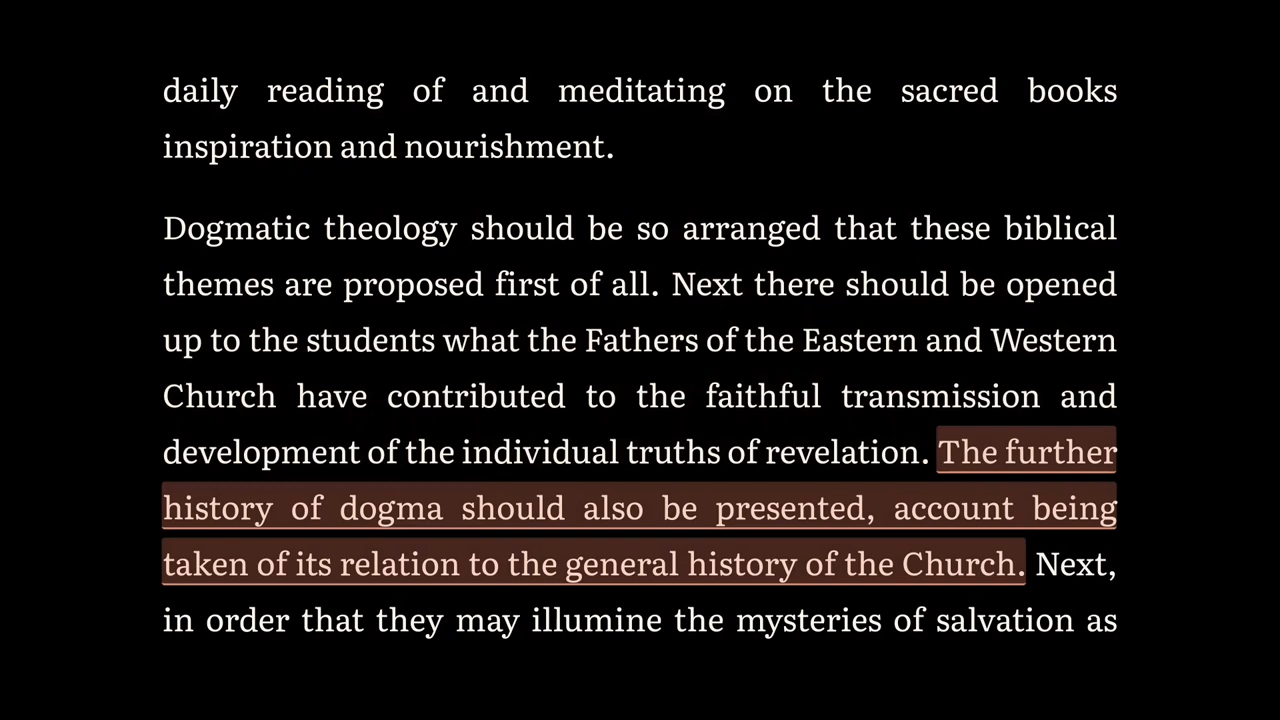 daily reading of and meditating on the sacred books
inspiration and nourishment.
Dogmatic theology should be so arranged that these biblical
themes are proposed first of all. Next there should be opened
up to the students what the Fathers of the Eastern and Western
Church have contributed to the faithful transmission and
development of the individual truths of revelation. The further
history of dogma should also be presented, account being
taken of its relation to the general history of the Church. Next,
in order that they may illumine the mysteries of salvation as